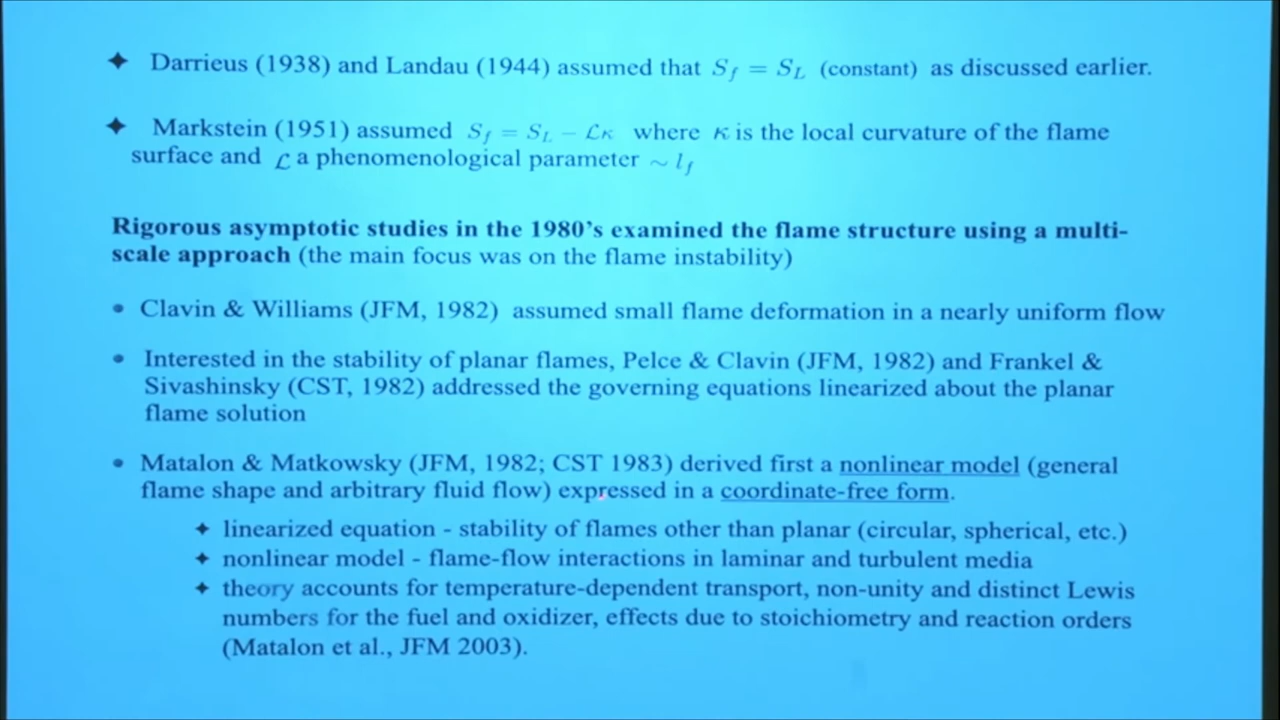 ✦ Darrieus (1938) and Landau (1944) assumed that S_f = S_L (constant) as discussed earlier.
✦ Markstein (1951) assumed S_f = S_L − ℒκ where κ is the local curvature of the flame
surface and ℒ a phenomenological parameter ~ l_f
Rigorous asymptotic studies in the 1980's examined the flame structure using a multi-
scale approach (the main focus was on the flame instability)
• Clavin & Williams (JFM, 1982) assumed small flame deformation in a nearly uniform flow
• Interested in the stability of planar flames, Pelce & Clavin (JFM, 1982) and Frankel &
Sivashinsky (CST, 1982) addressed the governing equations linearized about the planar
flame solution
• Matalon & Matkowsky (JFM, 1982; CST 1983) derived first a nonlinear model (general
flame shape and arbitrary fluid flow) expressed in a coordinate-free form.
✦ linearized equation - stability of flames other than planar (circular, spherical, etc.)
✦ nonlinear model - flame-flow interactions in laminar and turbulent media
✦ theory accounts for temperature-dependent transport, non-unity and distinct Lewis
numbers for the fuel and oxidizer, effects due to stoichiometry and reaction orders
(Matalon et al., JFM 2003).